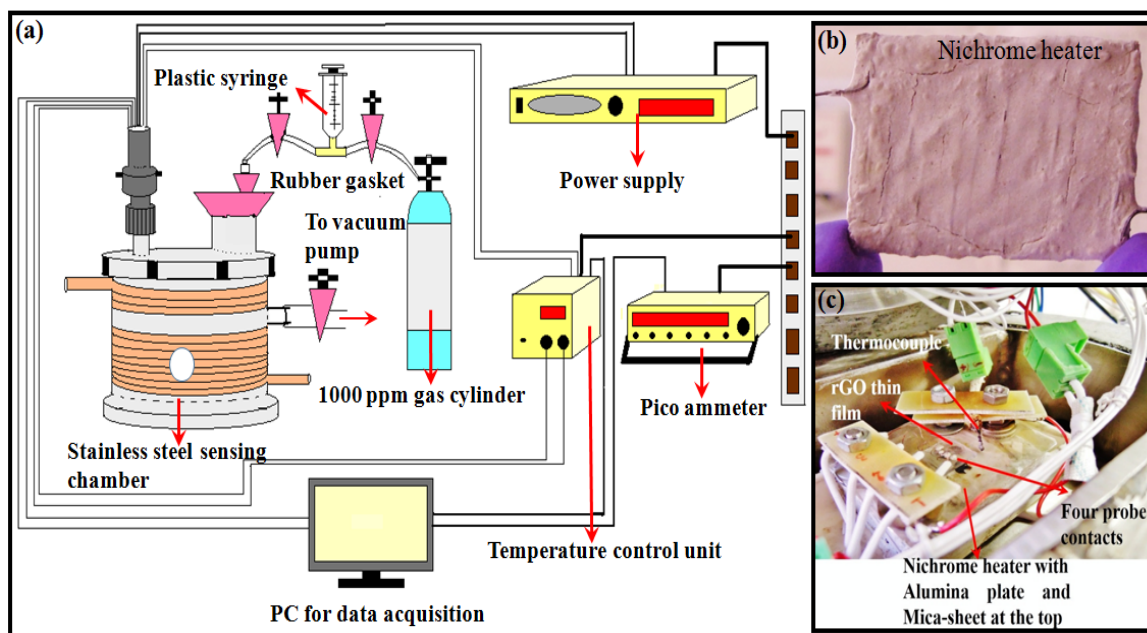 (a)
Plastic syringe
Rubber gasket
To vacuum
pump
Power supply
1000 ppm gas cylinder
Pico ammeter
Stainless steel sensing
chamber
Temperature control unit
PC for data acquisition
(b)
Nichrome heater
(c)
Thermocouple
rGO thin
film
Four probe
contacts
Nichrome heater with
Alumina plate and
Mica-sheet at the top